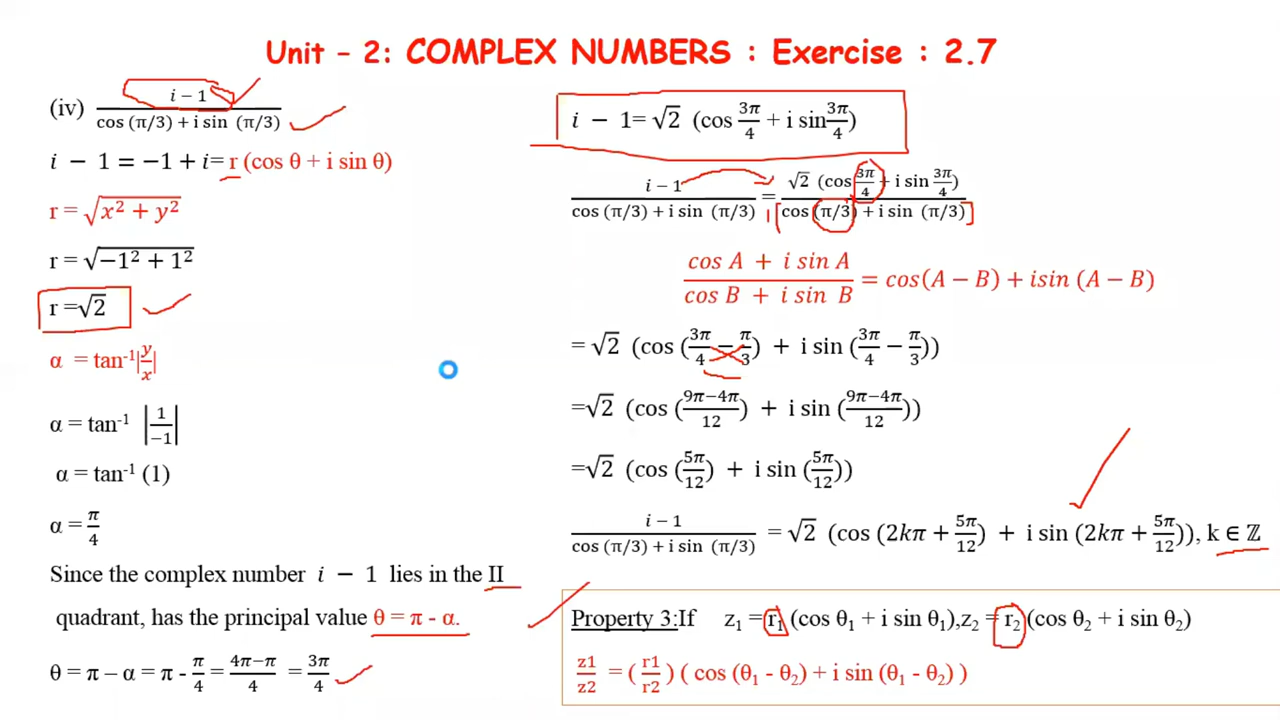 Unit - 2: COMPLEX NUMBERS : Exercise : 2.7
(iv) i − 1 / cos (π/3) + i sin (π/3)
i − 1 = −1 + i= r (cos θ + i sin θ)
r = √x² + y²
r = √−1² + 1²
r =√2
α = tan⁻¹|y/x|
α = tan⁻¹ |1/−1|
α = tan⁻¹ (1)
α = π/4
Since the complex number i − 1 lies in the II
quadrant, has the principal value θ = π - α.
θ = π – α = π - π/4 = 4π−π/4 = 3π/4
i − 1= √2 (cos 3π/4 + i sin 3π/4)
i − 1 / cos (π/3) + i sin (π/3) = √2 (cos 3π/4 + i sin 3π/4) / 1[cos (π/3) + i sin (π/3)]
cos A + i sin A / cos B + i sin B = cos(A − B) + isin (A − B)
= √2 (cos (3π/4 − π/3) + i sin (3π/4 − π/3))
=√2 (cos (9π−4π/12) + i sin (9π−4π/12))
=√2 (cos (5π/12) + i sin (5π/12))
i − 1 / cos (π/3) + i sin (π/3) = √2 (cos (2kπ + 5π/12) + i sin (2kπ + 5π/12)), k ∈ ℤ
Property 3:If z₁ = r₁ (cos θ₁ + i sin θ₁),z₂ = r₂ (cos θ₂ + i sin θ₂)
z1/z2 = ( r1/r2 ) ( cos (θ₁ - θ₂) + i sin (θ₁ - θ₂) )